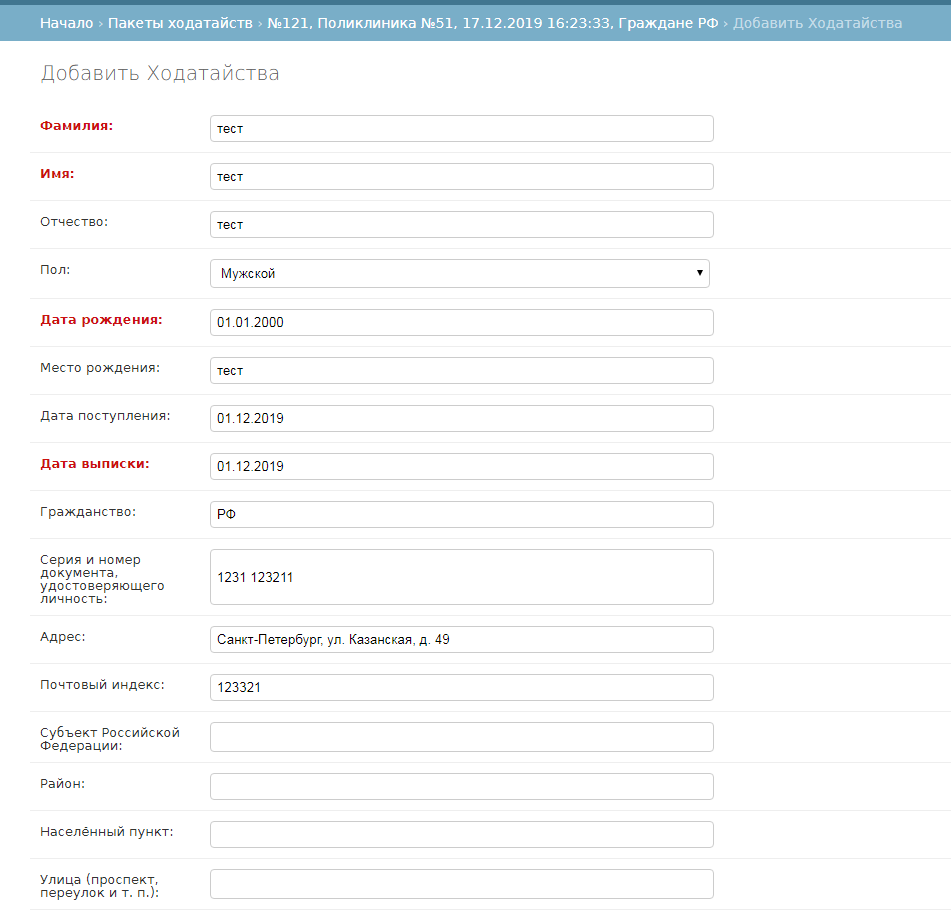 Начало › Пакеты ходатайств › №121, Поликлиника №51, 17.12.2019 16:23:33, Граждане РФ › Добавить Ходатайства
Добавить Ходатайства
Фамилия: тест
Имя: тест
Отчество: тест
Пол: Мужской
Дата рождения: 01.01.2000
Место рождения: тест
Дата поступления: 01.12.2019
Дата выписки: 01.12.2019
Гражданство: РФ
Серия и номер
документа,
удостоверяющего
личность:
1231 123211
Адрес: Санкт-Петербург, ул. Казанская, д. 49
Почтовый индекс: 123321
Субъект Российской
Федерации:
Район:
Населённый пункт:
Улица (проспект,
переулок и т. п.):